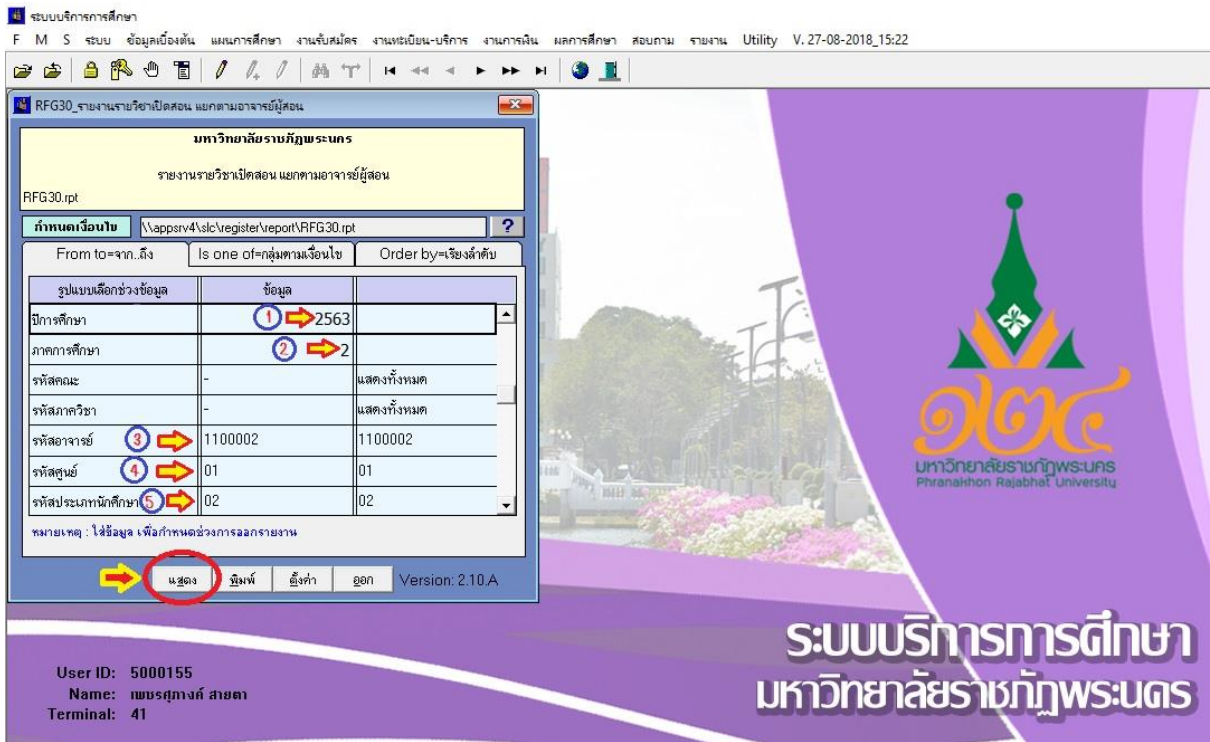 ระบบบริการการศึกษา
F M S ระบบ ข้อมูลเบื้องต้น แผนการศึกษา งานรับสมัคร งานทะเบียน-บริการ งานการเงิน ผลการศึกษา สอบถาม รายงาน Utility V. 27-08-2018_15:22
RFG30_รายงานรายวิชาเปิดสอน แยกตามอาจารย์ผู้สอน
มหาวิทยาลัยราชภัฏพระนคร
รายงานรายวิชาเปิดสอน แยกตามอาจารย์ผู้สอน
RFG30.rpt
กำหนดเงื่อนไข \\appsrv4\slc\register\report\RFG30.rpt ?
From to=จาก..ถึง Is one of=กลุ่มตามเงื่อนไข Order by=เรียงลำดับ
รูปแบบเลือกช่วงข้อมูล ข้อมูล
ปีการศึกษา 1 2563
ภาคการศึกษา 2 2
รหัสคณะ - แสดงทั้งหมด
รหัสภาควิชา - แสดงทั้งหมด
รหัสอาจารย์ 3 1100002 1100002
รหัสศูนย์ 4 01 01
รหัสประเภทนักศึกษา 5 02 02
หมายเหตุ : ใส่ข้อมูล เพื่อกำหนดช่วงการออกรายงาน
แสดง พิมพ์ ตั้งค่า ออก Version: 2.10.A
๑๒๔
มหาวิทยาลัยราชภัฏพระนคร
Phranakhon Rajabhat University
ระบบบริการการศึกษา
มหาวิทยาลัยราชภัฏพระนคร
User ID: 5000155
Name: เพชรศุภางค์ สายตา
Terminal: 41